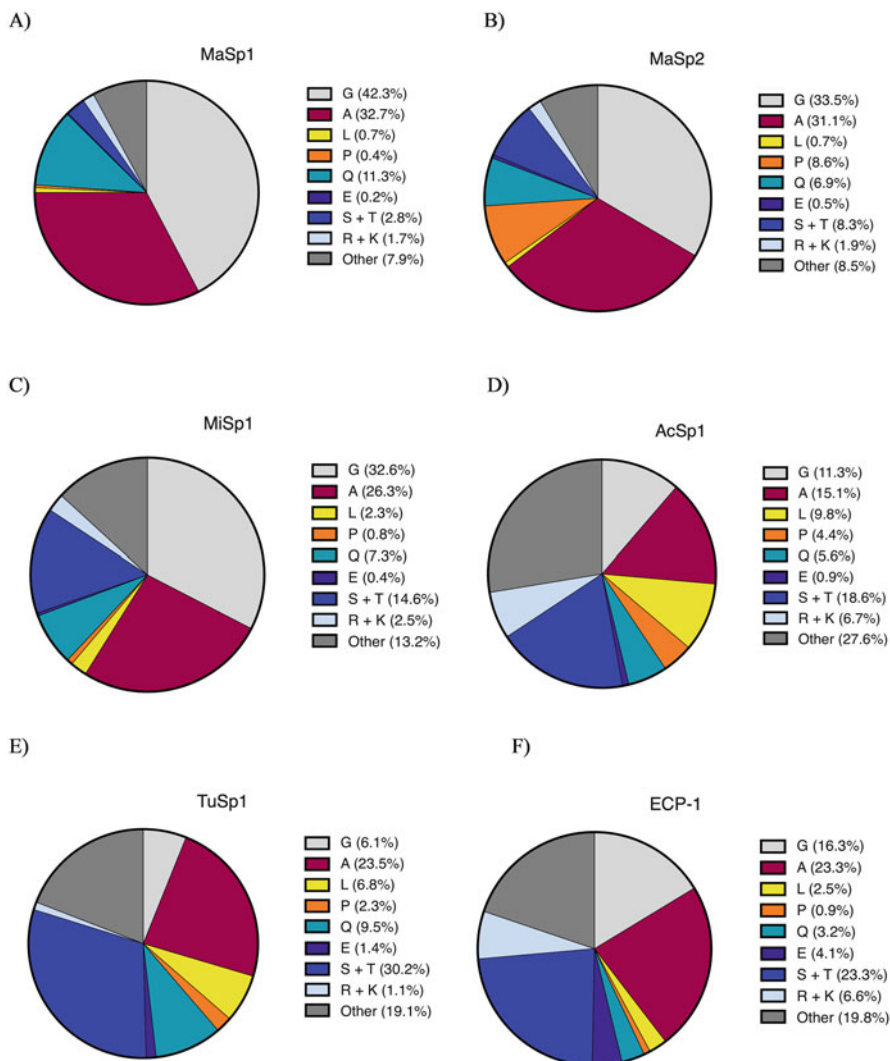 A)
MaSp1
G (42.3%)
A (32.7%)
L (0.7%)
P (0.4%)
Q (11.3%)
E (0.2%)
S + T (2.8%)
R + K (1.7%)
Other (7.9%)
B)
MaSp2
G (33.5%)
A (31.1%)
L (0.7%)
P (8.6%)
Q (6.9%)
E (0.5%)
S + T (8.3%)
R + K (1.9%)
Other (8.5%)
C)
MiSp1
G (32.6%)
A (26.3%)
L (2.3%)
P (0.8%)
Q (7.3%)
E (0.4%)
S + T (14.6%)
R + K (2.5%)
Other (13.2%)
D)
AcSp1
G (11.3%)
A (15.1%)
L (9.8%)
P (4.4%)
Q (5.6%)
E (0.9%)
S + T (18.6%)
R + K (6.7%)
Other (27.6%)
E)
TuSp1
G (6.1%)
A (23.5%)
L (6.8%)
P (2.3%)
Q (9.5%)
E (1.4%)
S + T (30.2%)
R + K (1.1%)
Other (19.1%)
F)
ECP-1
G (16.3%)
A (23.3%)
L (2.5%)
P (0.9%)
Q (3.2%)
E (4.1%)
S + T (23.3%)
R + K (6.6%)
Other (19.8%)